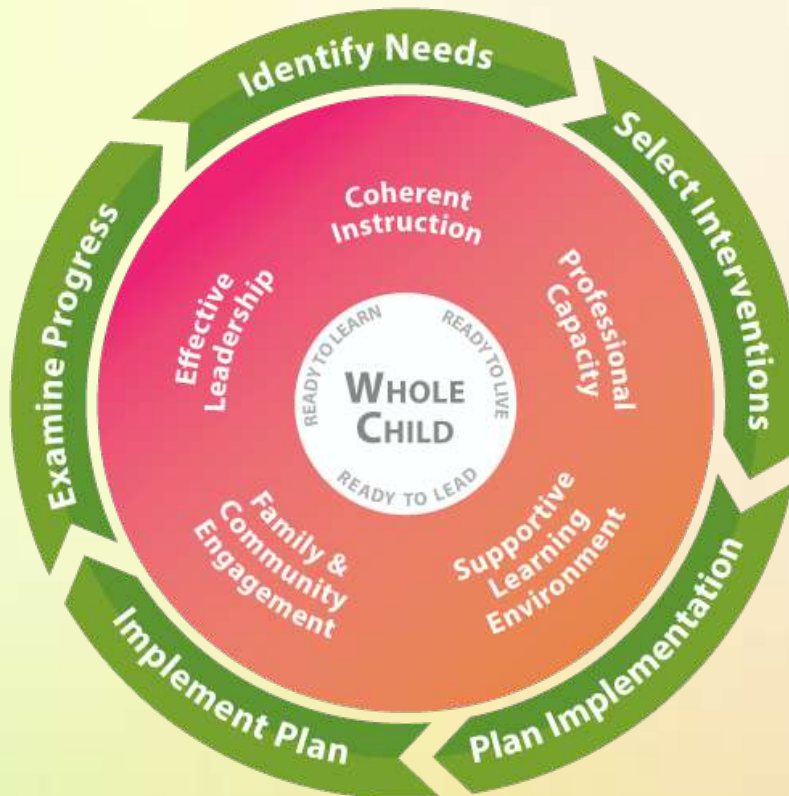 Identify Needs
Select Interventions
Plan Implementation
Implement Plan
Examine Progress
Coherent
Instruction
Professional
Capacity
Supportive
Learning
Environment
Family &
Community
Engagement
Effective
Leadership
READY TO LEARN
READY TO LIVE
READY TO LEAD
WHOLE
CHILD